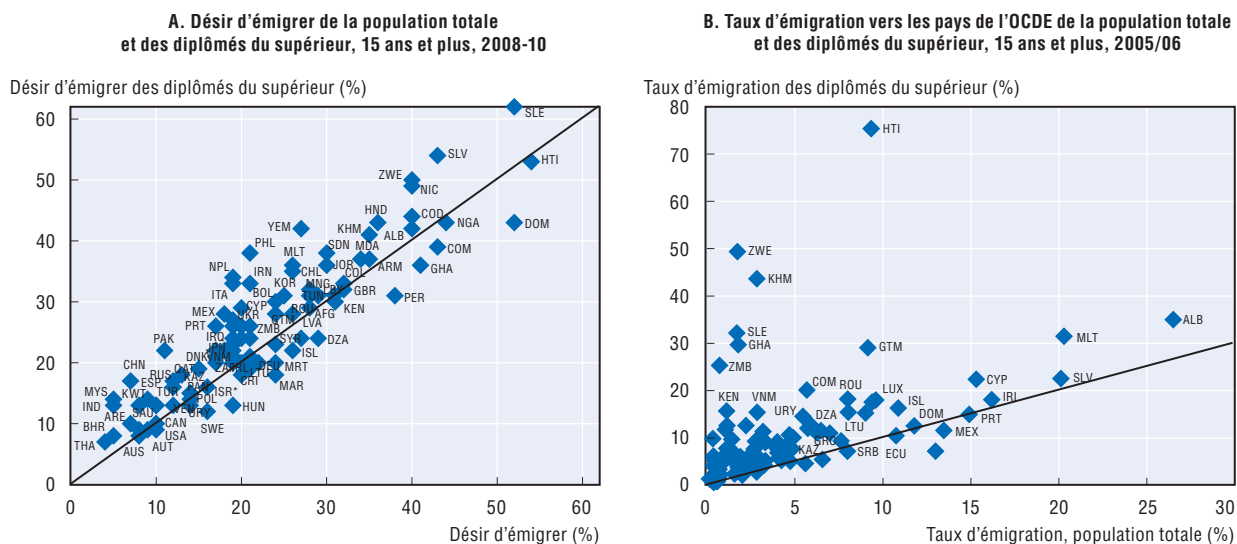 A. Désir d'émigrer de la population totale
et des diplômés du supérieur, 15 ans et plus, 2008-10
Désir d'émigrer des diplômés du supérieur (%)
60
50
40
30
20
10
0
SLE
SLV
HTI
ZWE
NIC
HND
COD
NGA
DOM
YEM
KHM
ALB
COM
PHL
SDN
MDA
MLT
JOR
ARM
GHA
NPL
IRN
CHL
COL
KOR
MNG
GBR
PER
ITA
BOL
TUN
KEN
MEX
CYP
UKR
GTM
ROU
AFG
LVA
PRT
ZMB
PAK
IRQ
SYR
DZA
JPN
ISL
DNK
VNM
CHN
RUS
QAT
KAZ
DEU
MRT
LTU
CRI
MAR
ESP
MYS
KWT
TUR
ISR*
POL
HUN
IND
ARE
SAU
VEN
URY
SWE
BHR
CAN
USA
THA
AUS
AUT
0 10 20 30 40 50 60
Désir d'émigrer (%)
B. Taux d'émigration vers les pays de l'OCDE de la population totale
et des diplômés du supérieur, 15 ans et plus, 2005/06
Taux d'émigration des diplômés du supérieur (%)
80
70
60
50
40
30
20
10
0
HTI
ZWE
KHM
SLE
GHA
GTM
MLT
ALB
ZMB
CYP
SLV
COM
ROU
LUX
IRL
KEN
VNM
ISL
URY
DZA
DOM
PRT
LTU
MEX
GRC
ECU
KAZ
SRB
0 5 10 15 20 25 30
Taux d'émigration, population totale (%)